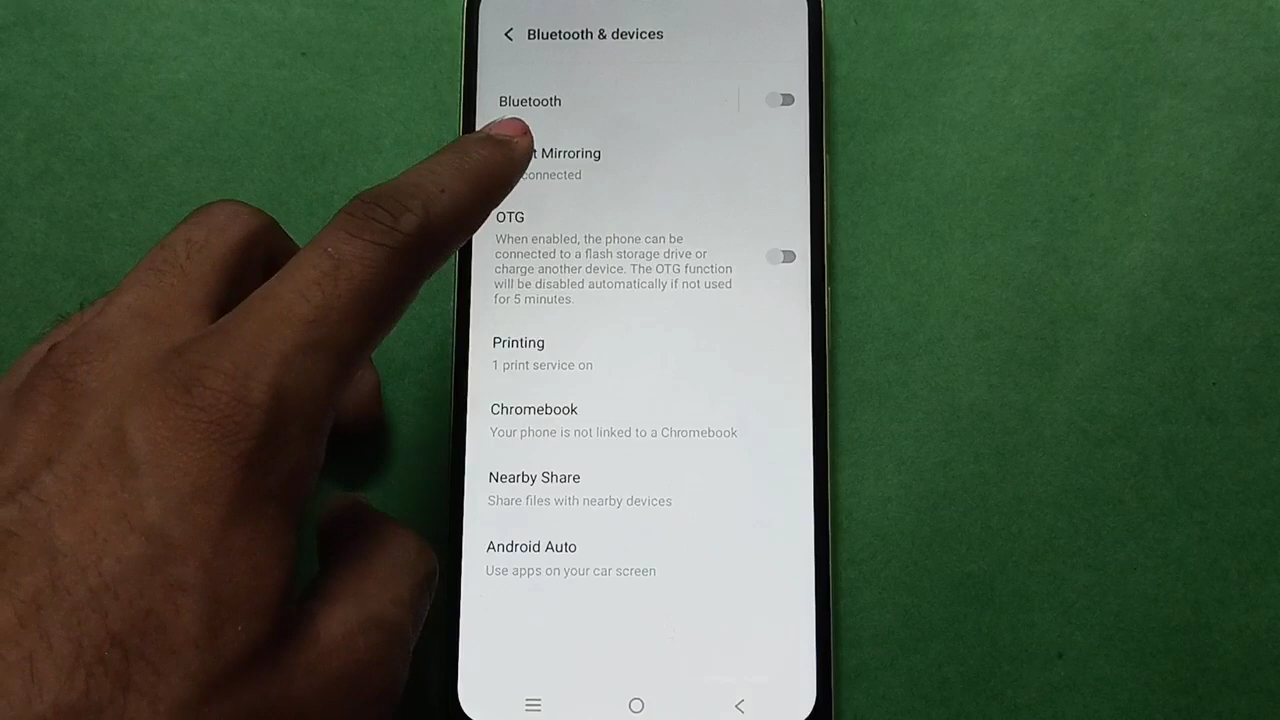 Bluetooth & devices
Bluetooth
Mirroring
connected
OTG
When enabled, the phone can be
connected to a flash storage drive or
charge another device. The OTG function
will be disabled automatically if not used
for 5 minutes.
Printing
1 print service on
Chromebook
Your phone is not linked to a Chromebook
Nearby Share
Share files with nearby devices
Android Auto
Use apps on your car screen